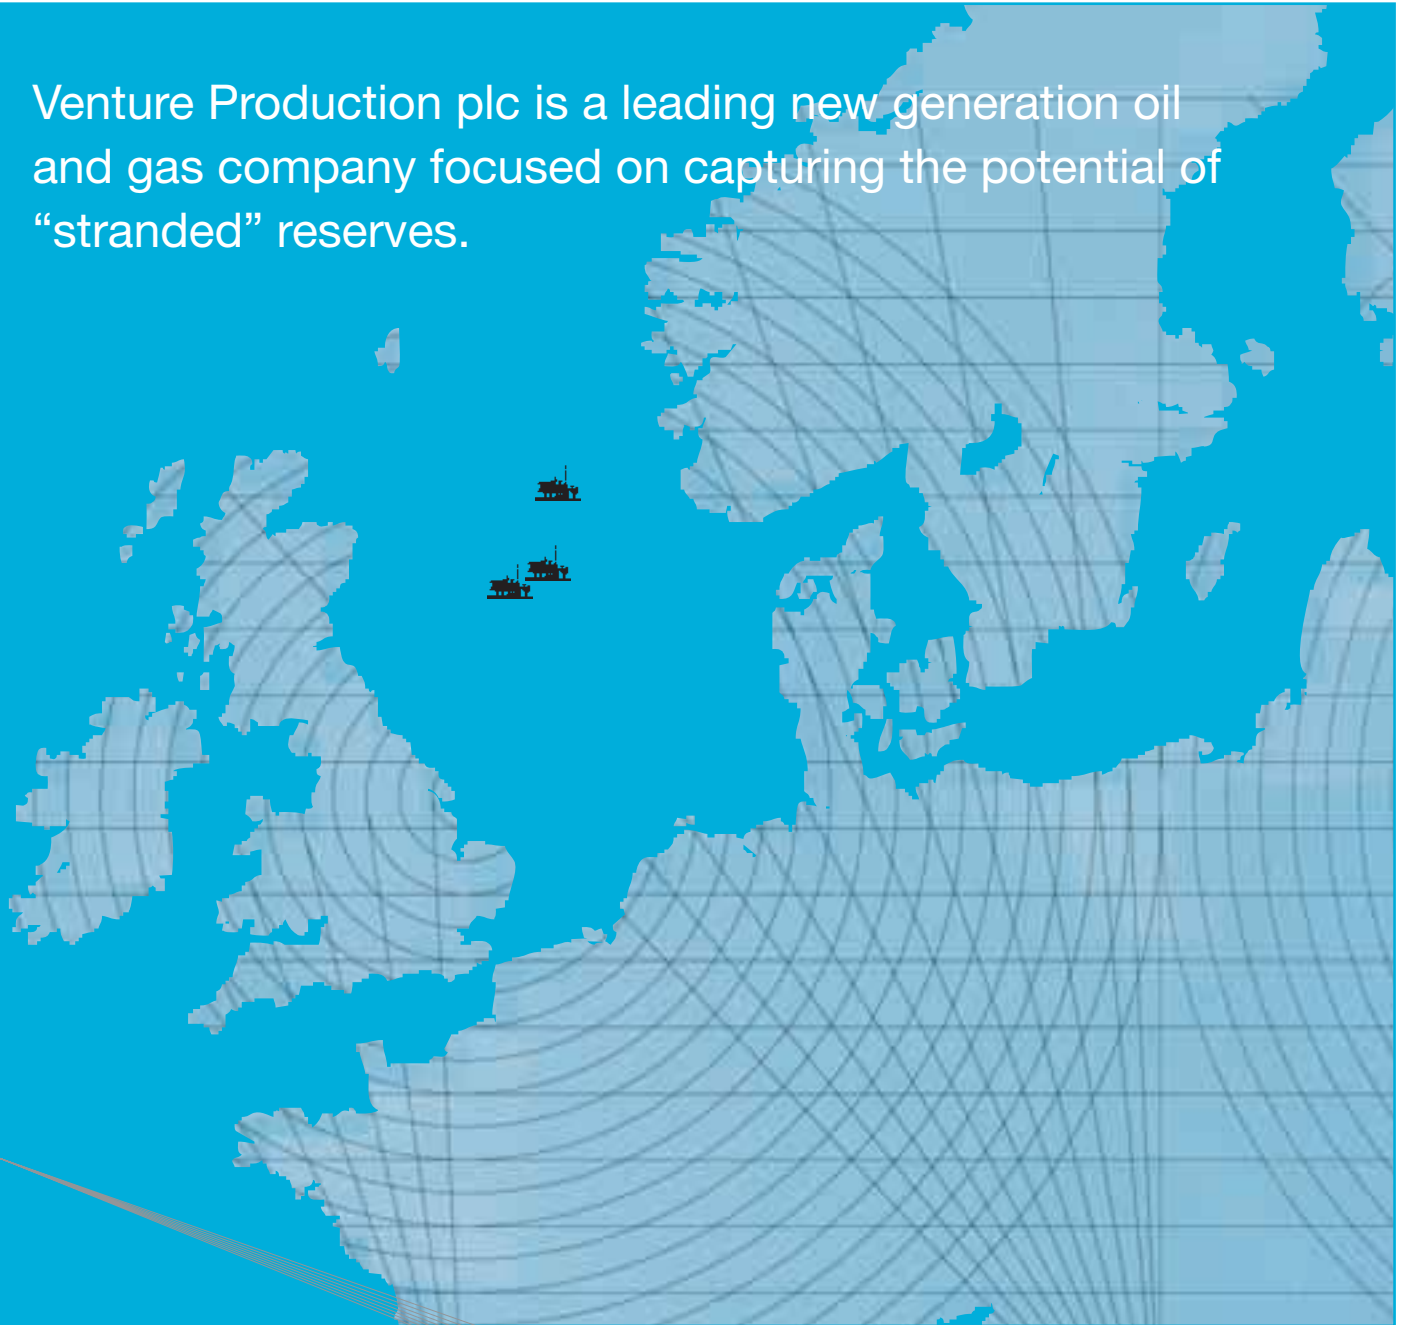 Venture Production plc is a leading new generation oil
and gas company focused on capturing the potential of
“stranded” reserves.